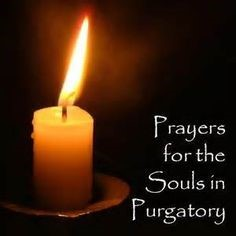 Prayers
for the
Souls in
Purgatory